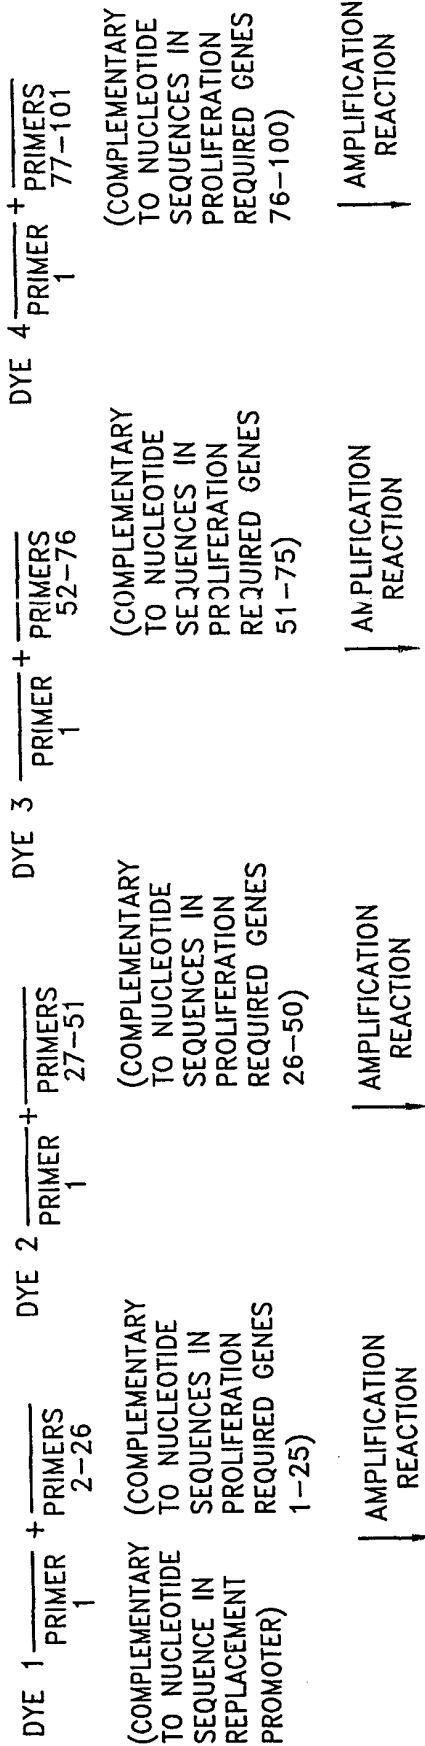 DYE 1
PRIMER
1
+
PRIMERS
2–26
(COMPLEMENTARY
TO NUCLEOTIDE
SEQUENCE IN
REPLACEMENT
PROMOTER)
(COMPLEMENTARY
TO NUCLEOTIDE
SEQUENCES IN
PROLIFERATION
REQUIRED GENES
1–25)
AMPLIFICATION
REACTION
DYE 2
PRIMER
1
+
PRIMERS
27–51
(COMPLEMENTARY
TO NUCLEOTIDE
SEQUENCES IN
PROLIFERATION
REQUIRED GENES
26–50)
AMPLIFICATION
REACTION
DYE 3
PRIMER
1
+
PRIMERS
52–76
(COMPLEMENTARY
TO NUCLEOTIDE
SEQUENCES IN
PROLIFERATION
REQUIRED GENES
51–75)
AMPLIFICATION
REACTION
DYE 4
PRIMER
1
+
PRIMERS
77–101
(COMPLEMENTARY
TO NUCLEOTIDE
SEQUENCES IN
PROLIFERATION
REQUIRED GENES
76–100)
AMPLIFICATION
REACTION